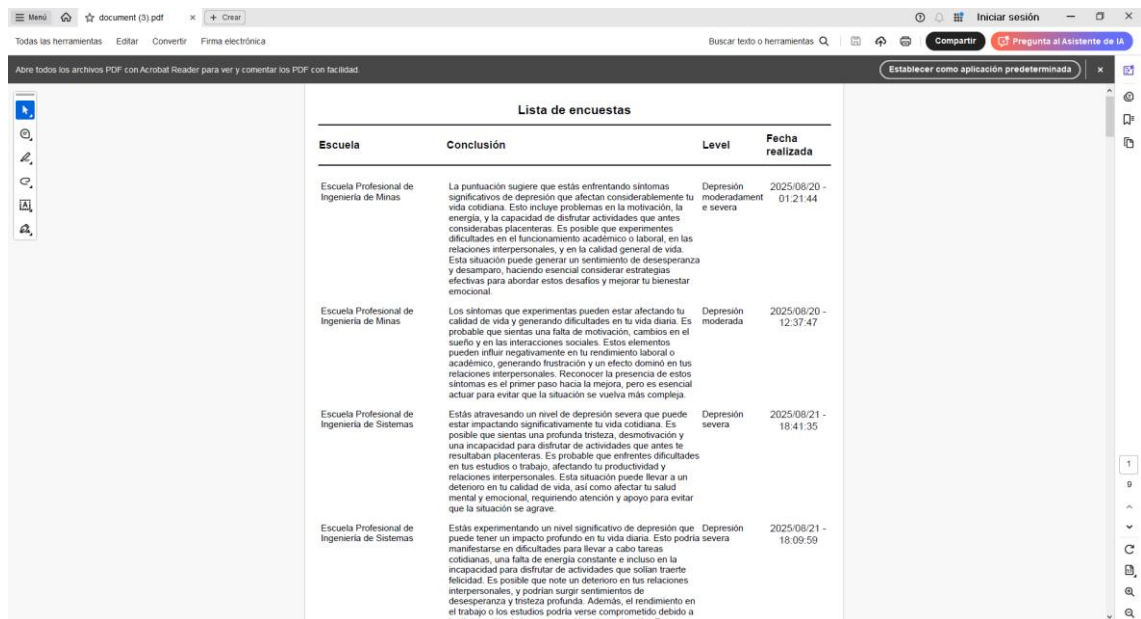 Menú
document (3).pdf
+ Crear
Iniciar sesión
Todas las herramientas Editar Convertir Firma electrónica
Buscar texto o herramientas
Compartir
Pregunta al Asistente de IA
Abre todos los archivos PDF con Acrobat Reader para ver y comentar los PDF con facilidad.
Establecer como aplicación predeterminada
Lista de encuestas
Escuela Conclusión Level Fecha realizada
Escuela Profesional de
Ingeniería de Minas
La puntuación sugiere que estás enfrentando síntomas
significativos de depresión que afectan considerablemente tu
vida cotidiana. Esto incluye problemas en la motivación, la
energía, y la capacidad de disfrutar actividades que antes
considerabas placenteras. Es posible que experimentes
dificultades en el funcionamiento académico o laboral, en las
relaciones interpersonales, y en la calidad general de vida.
Esta situación puede generar un sentimiento de desesperanza
y desamparo, haciendo esencial considerar estrategias
efectivas para abordar estos desafíos y mejorar tu bienestar
emocional.
Depresión
moderadament
e severa
2025/08/20 -
01:21:44
Escuela Profesional de
Ingeniería de Minas
Los síntomas que experimentas pueden estar afectando tu
calidad de vida y generando dificultades en tu vida diaria. Es
probable que sientas una falta de motivación, cambios en el
sueño y en las interacciones sociales. Estos elementos
pueden influir negativamente en tu rendimiento laboral o
académico, generando frustración y un efecto dominó en tus
relaciones interpersonales. Reconocer la presencia de estos
síntomas es el primer paso hacia la mejora, pero es esencial
actuar para evitar que la situación se vuelva más compleja.
Depresión
moderada
2025/08/20 -
12:37:47
Escuela Profesional de
Ingeniería de Sistemas
Estás atravesando un nivel de depresión severa que puede
estar impactando significativamente tu vida cotidiana. Es
posible que sientas una profunda tristeza, desmotivación y
una incapacidad para disfrutar de actividades que antes te
resultaban placenteras. Es probable que enfrentes dificultades
en tus estudios o trabajo, afectando tu productividad y
relaciones interpersonales. Esta situación puede llevar a un
deterioro en tu calidad de vida, así como afectar tu salud
mental y emocional, requiriendo atención y apoyo para evitar
que la situación se agrave.
Depresión
severa
2025/08/21 -
18:41:35
Escuela Profesional de
Ingeniería de Sistemas
Estás experimentando un nivel significativo de depresión que
puede tener un impacto profundo en tu vida diaria. Esto podría
manifestarse en dificultades para llevar a cabo tareas
cotidianas, una falta de energía constante e incluso en la
incapacidad para disfrutar de actividades que solían traerte
felicidad. Es posible que note un deterioro en tus relaciones
interpersonales, y podrían surgir sentimientos de
desesperanza y tristeza profunda. Además, el rendimiento en
el trabajo o los estudios podría verse comprometido debido a
Depresión
severa
2025/08/21 -
18:09:59
1
9